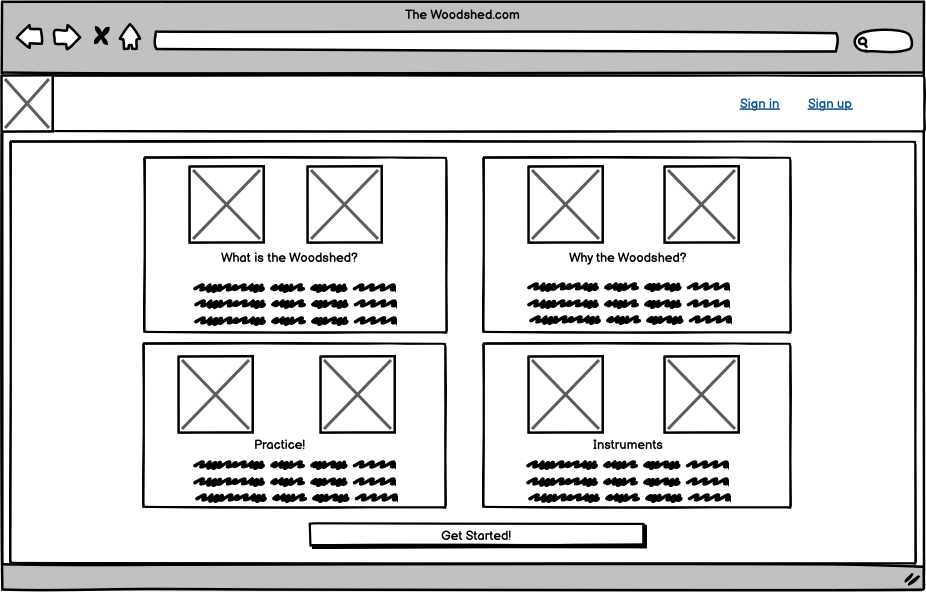 The Woodshed.com
Sign in Sign up
What is the Woodshed?
Why the Woodshed?
Practice!
Instruments
Get Started!